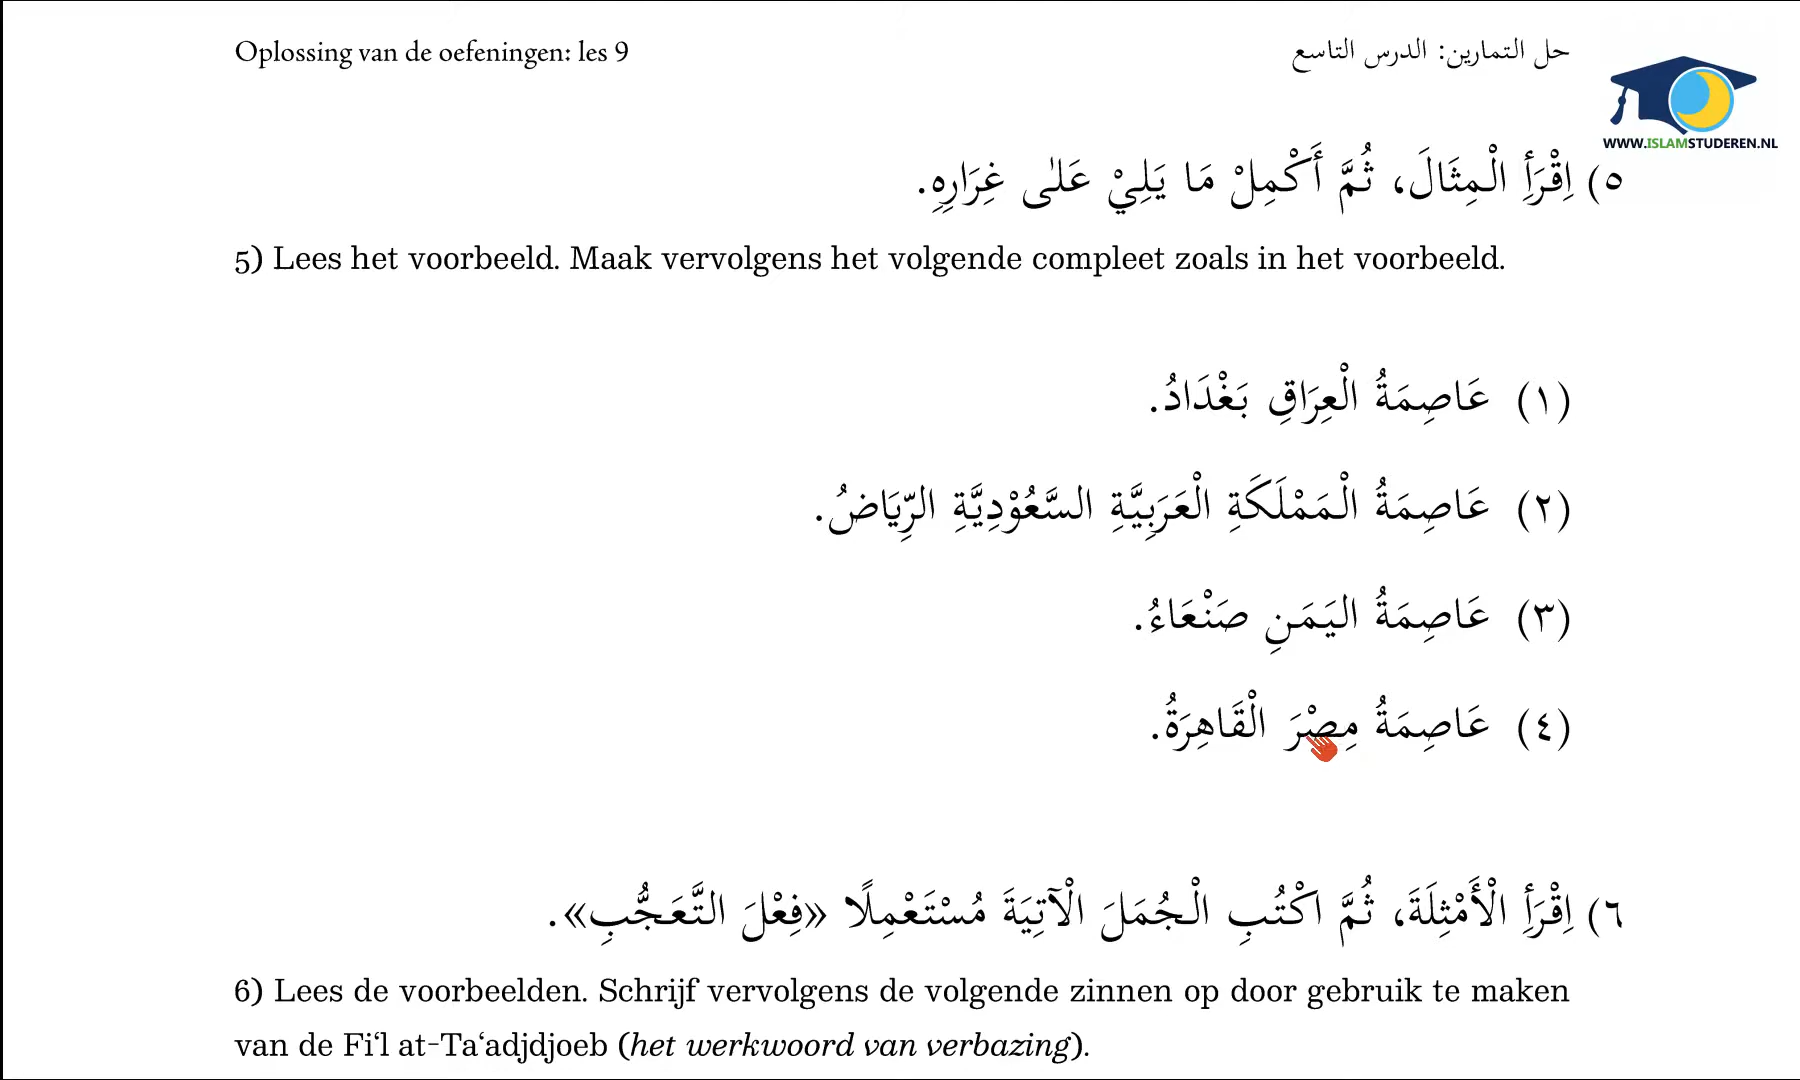 Oplossing van de oefeningen: les 9
حل التمارين: الدرس التاسع
WWW.ISLAMSTUDEREN.NL
٥) اِقْرَأِ الْمِثَالَ، ثُمَّ أَكْمِلْ مَا يَلِيْ عَلٰى غِرَارِهِ.
5) Lees het voorbeeld. Maak vervolgens het volgende compleet zoals in het voorbeeld.
(١) عَاصِمَةُ الْعِرَاقِ بَغْدَادُ.
(٢) عَاصِمَةُ الْمَمْلَكَةِ الْعَرَبِيَّةِ السَّعُوْدِيَّةِ الرِّيَاضُ.
(٣) عَاصِمَةُ اليَمَنِ صَنْعَاءُ.
(٤) عَاصِمَةُ مِصْرَ الْقَاهِرَةُ.
٦) اِقْرَأِ الْأَمْثِلَةَ، ثُمَّ اكْتُبِ الْجُمَلَ الْآتِيَةَ مُسْتَعْمِلًا «فِعْلَ التَّعَجُّبِ».
6) Lees de voorbeelden. Schrijf vervolgens de volgende zinnen op door gebruik te maken
van de Fi‘l at-Ta‘adjdjoeb (het werkwoord van verbazing).